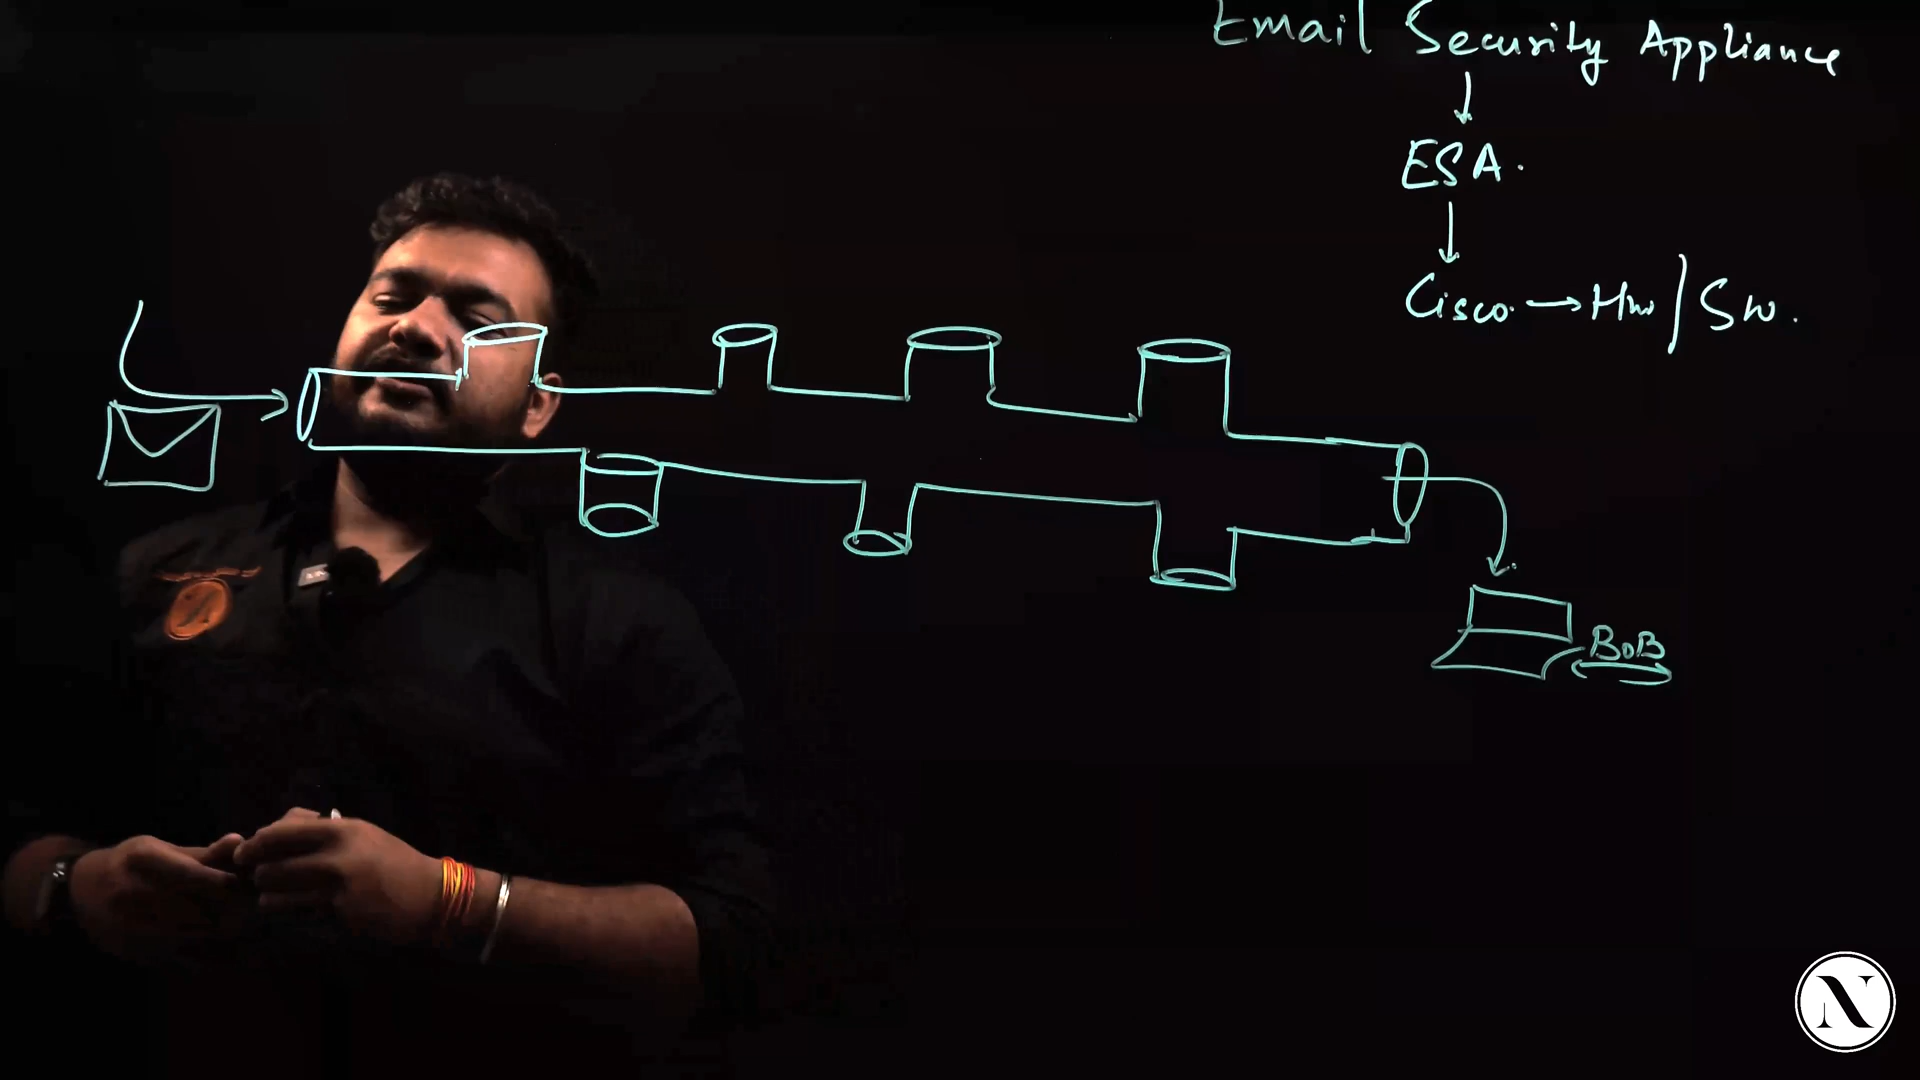 Email Security Appliance
ESA.
Cisco. → Hw / Sw.
BOB
N